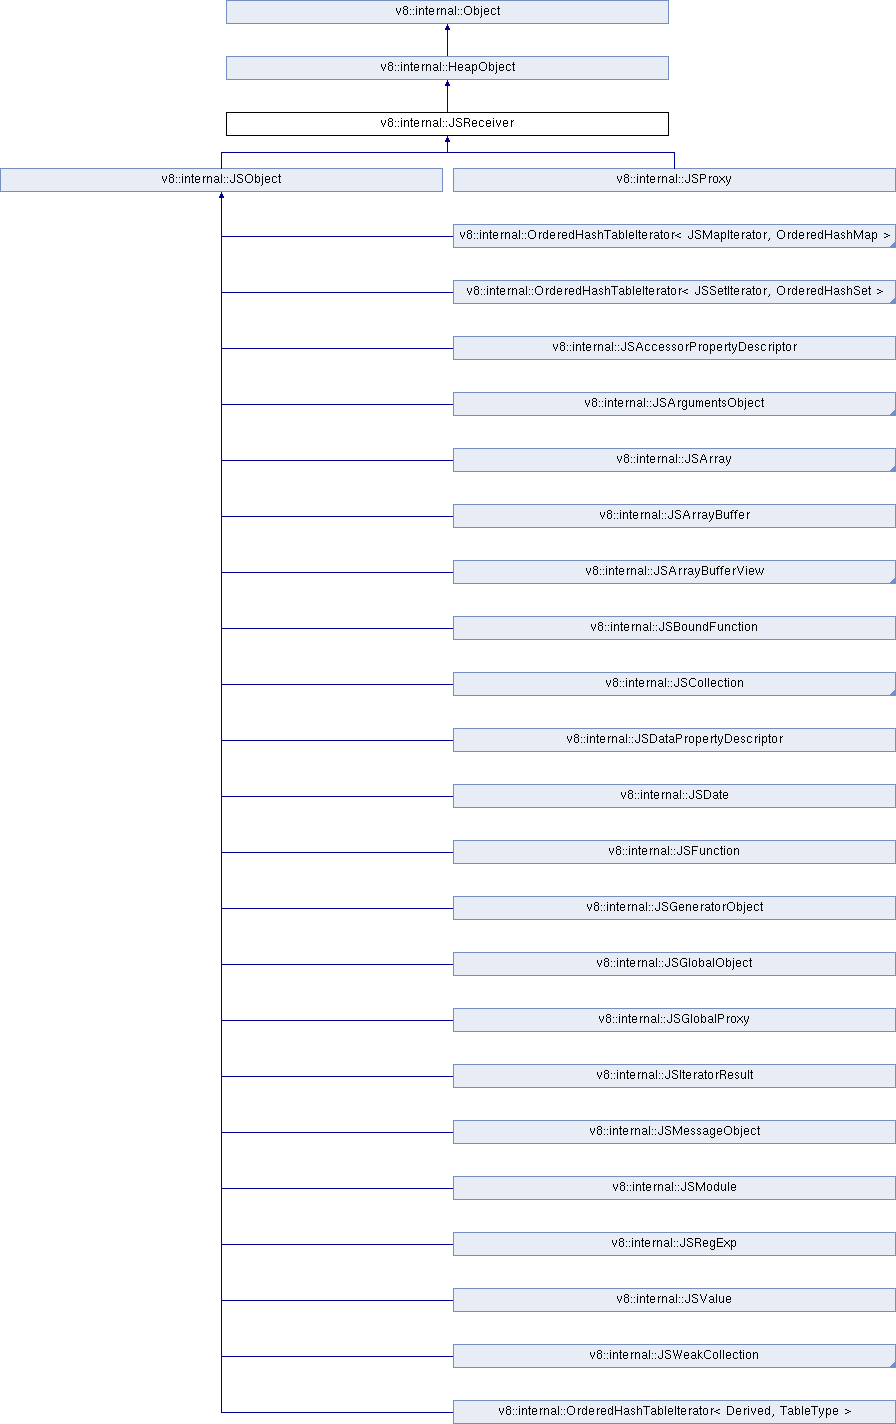 v8::internal::Object
v8::internal::HeapObject
v8::internal::JSReceiver
v8::internal::JSObject
v8::internal::JSProxy
v8::internal::OrderedHashTableIterator< JSMapIterator, OrderedHashMap >
v8::internal::OrderedHashTableIterator< JSSetIterator, OrderedHashSet >
v8::internal::JSAccessorPropertyDescriptor
v8::internal::JSArgumentsObject
v8::internal::JSArray
v8::internal::JSArrayBuffer
v8::internal::JSArrayBufferView
v8::internal::JSBoundFunction
v8::internal::JSCollection
v8::internal::JSDataPropertyDescriptor
v8::internal::JSDate
v8::internal::JSFunction
v8::internal::JSGeneratorObject
v8::internal::JSGlobalObject
v8::internal::JSGlobalProxy
v8::internal::JSIteratorResult
v8::internal::JSMessageObject
v8::internal::JSModule
v8::internal::JSRegExp
v8::internal::JSValue
v8::internal::JSWeakCollection
v8::internal::OrderedHashTableIterator< Derived, TableType >